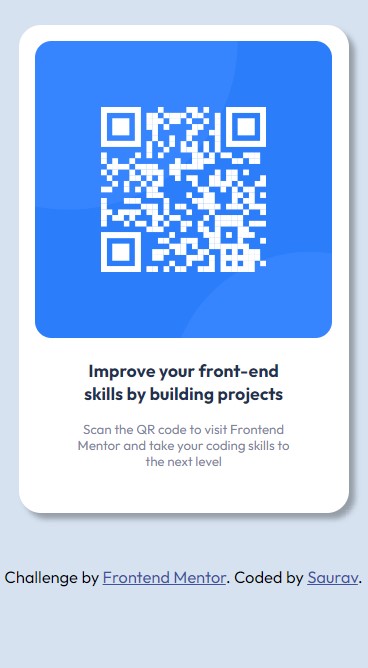 Improve your front-end
skills by building projects
Scan the QR code to visit Frontend
Mentor and take your coding skills to
the next level
Challenge by Frontend Mentor. Coded by Saurav.